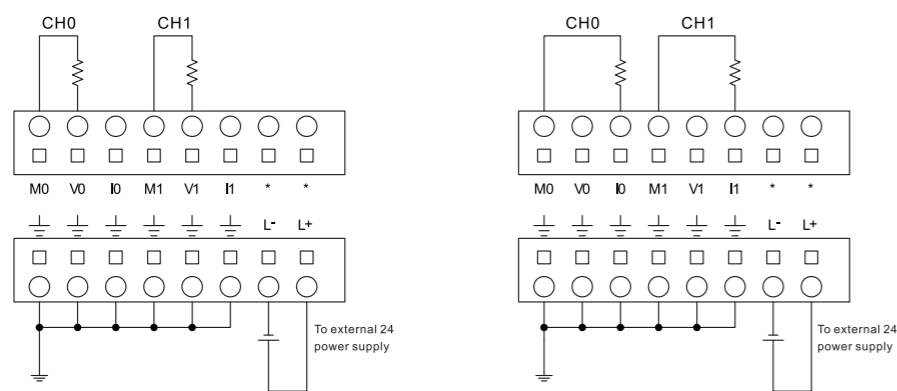 CH0 CH1 CH0 CH1
M0 V0 I0 M1 V1 I1 * * M0 V0 I0 M1 V1 I1 * *
L- L+ L- L+
To external 24 To external 24
power supply power supply